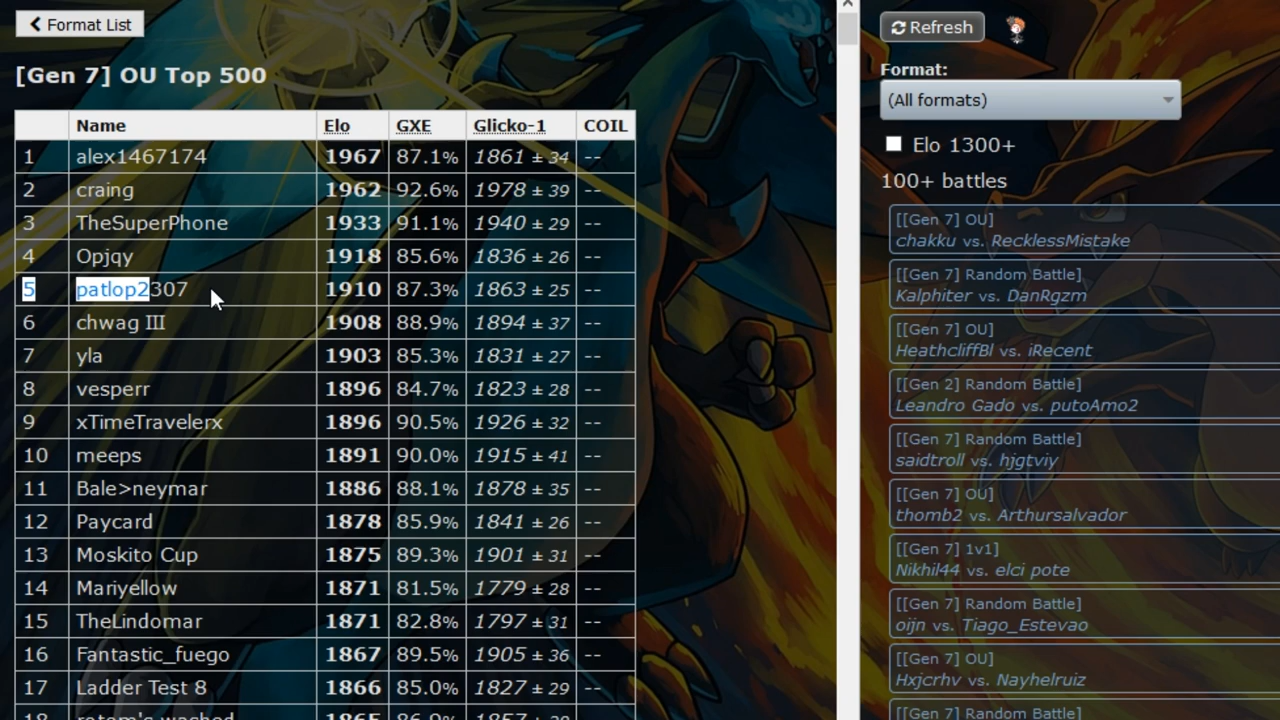 Format List
[Gen 7] OU Top 500
Name Elo GXE Glicko-1 COIL
1 alex1467174 1967 87.1% 1861 ± 34 --
2 craing 1962 92.6% 1978 ± 39 --
3 TheSuperPhone 1933 91.1% 1940 ± 29 --
4 Opjqy 1918 85.6% 1836 ± 26 --
5 patlop2307 1910 87.3% 1863 ± 25 --
6 chwag III 1908 88.9% 1894 ± 37 --
7 yla 1903 85.3% 1831 ± 27 --
8 vesperr 1896 84.7% 1823 ± 28 --
9 xTimeTravelerx 1896 90.5% 1926 ± 32 --
10 meeps 1891 90.0% 1915 ± 41 --
11 Bale>neymar 1886 88.1% 1878 ± 35 --
12 Paycard 1878 85.9% 1841 ± 26 --
13 Moskito Cup 1875 89.3% 1901 ± 31 --
14 Mariyellow 1871 81.5% 1779 ± 28 --
15 TheLindomar 1871 82.8% 1797 ± 31 --
16 Fantastic_fuego 1867 89.5% 1905 ± 36 --
17 Ladder Test 8 1866 85.0% 1827 ± 29 --
18 rotom's washed 1865 86.9% 1857
Refresh
Format:
(All formats)
Elo 1300+
100+ battles
[[Gen 7] OU]
chakku vs. RecklessMistake
[[Gen 7] Random Battle]
Kalphiter vs. DanRgzm
[[Gen 7] OU]
HeathcliffBl vs. iRecent
[[Gen 2] Random Battle]
Leandro Gado vs. putoAmo2
[[Gen 7] Random Battle]
saidtroll vs. hjgtviy
[[Gen 7] OU]
thomb2 vs. Arthursalvador
[[Gen 7] 1v1]
Nikhil44 vs. elci pote
[[Gen 7] Random Battle]
oijn vs. Tiago_Estevao
[[Gen 7] OU]
Hxjcrhv vs. Nayhelruiz
[[Gen 7] Random Battle]